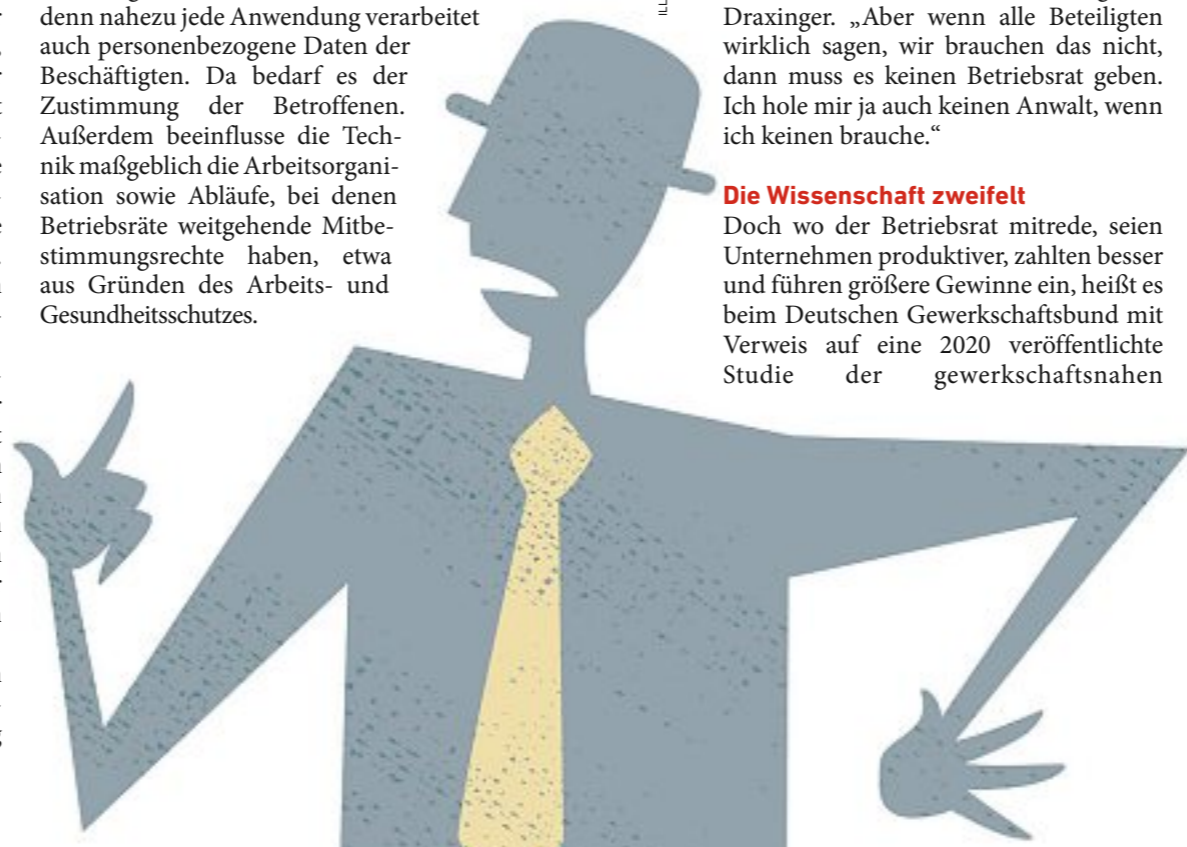 denn nahezu jede Anwendung verarbeitet
auch personenbezogene Daten der
Beschäftigten. Da bedarf es der
Zustimmung der Betroffenen.
Außerdem beeinflusse die Tech-
nik maßgeblich die Arbeitsorgani-
sation sowie Abläufe, bei denen
Betriebsräte weitgehende Mitbe-
stimmungsrechte haben, etwa
aus Gründen des Arbeits- und
Gesundheitsschutzes.
Draxinger. „Aber wenn alle Beteiligten
wirklich sagen, wir brauchen das nicht,
dann muss es keinen Betriebsrat geben.
Ich hole mir ja auch keinen Anwalt, wenn
ich keinen brauche.“
Die Wissenschaft zweifelt
Doch wo der Betriebsrat mitrede, seien
Unternehmen produktiver, zahlten besser
und führen größere Gewinne ein, heißt es
beim Deutschen Gewerkschaftsbund mit
Verweis auf eine 2020 veröffentlichte
Studie der gewerkschaftsnahen